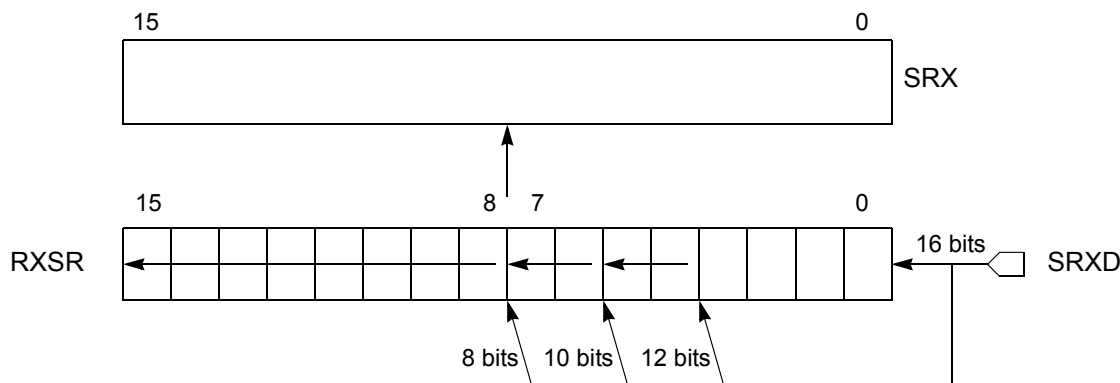 15 0
SRX
15 8 7 0
RXSR 16 bits SRXD
8 bits 10 bits 12 bits